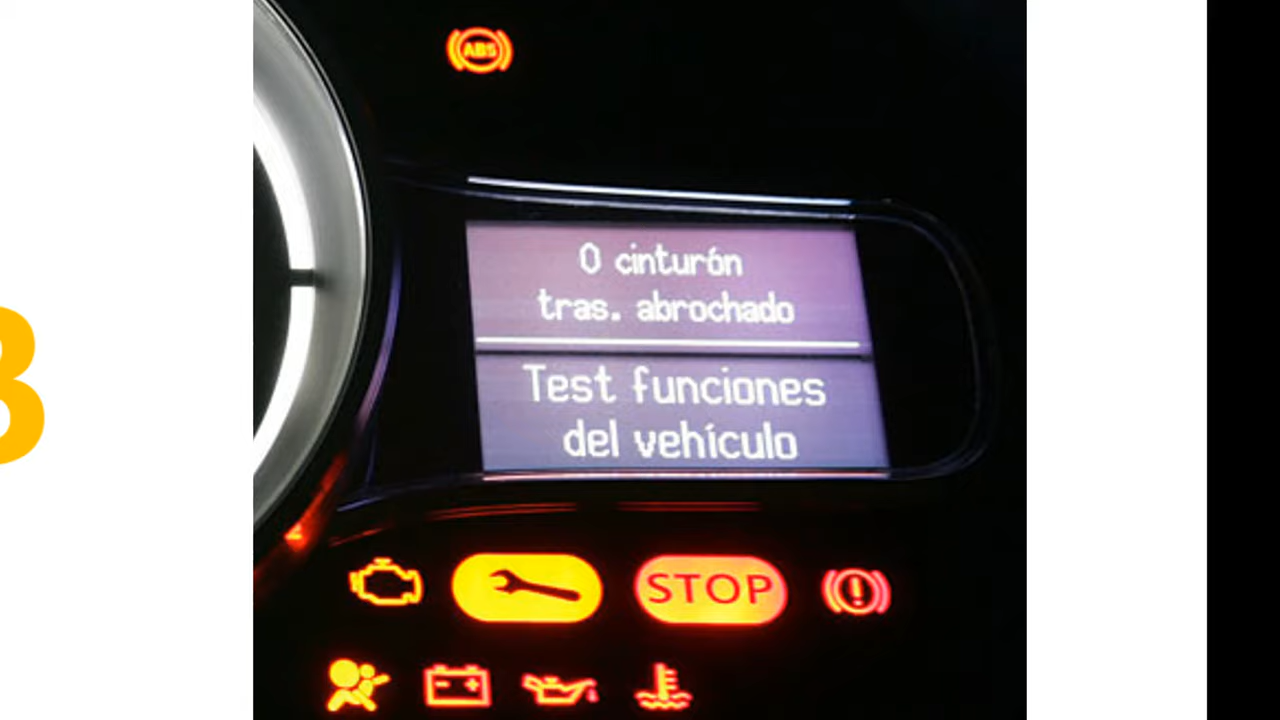 ABS
0 cinturón
tras. abrochado
Test funciones
del vehículo
STOP